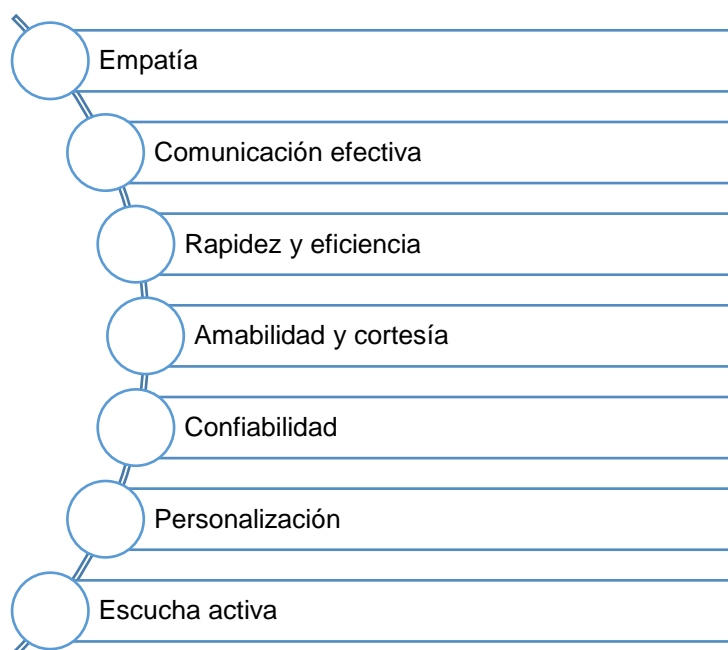 Empatía
Comunicación efectiva
Rapidez y eficiencia
Amabilidad y cortesía
Confiabilidad
Personalización
Escucha activa